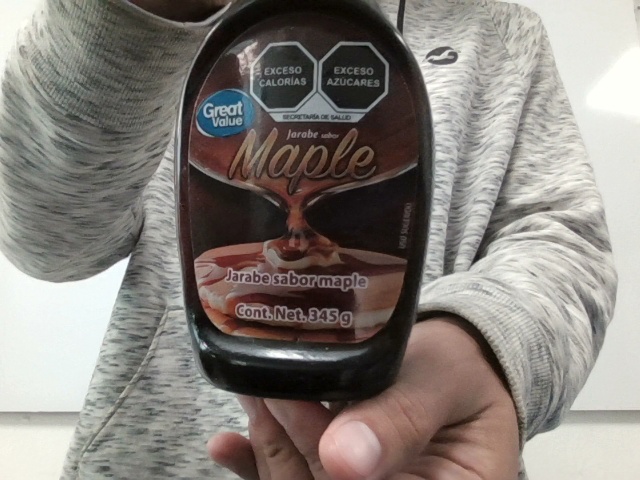 EXCESO CALORÍAS
EXCESO AZÚCARES
SECRETARÍA DE SALUD
Great Value
Jarabe sabor
Maple
Jarabe sabor maple
Cont. Net. 345 g